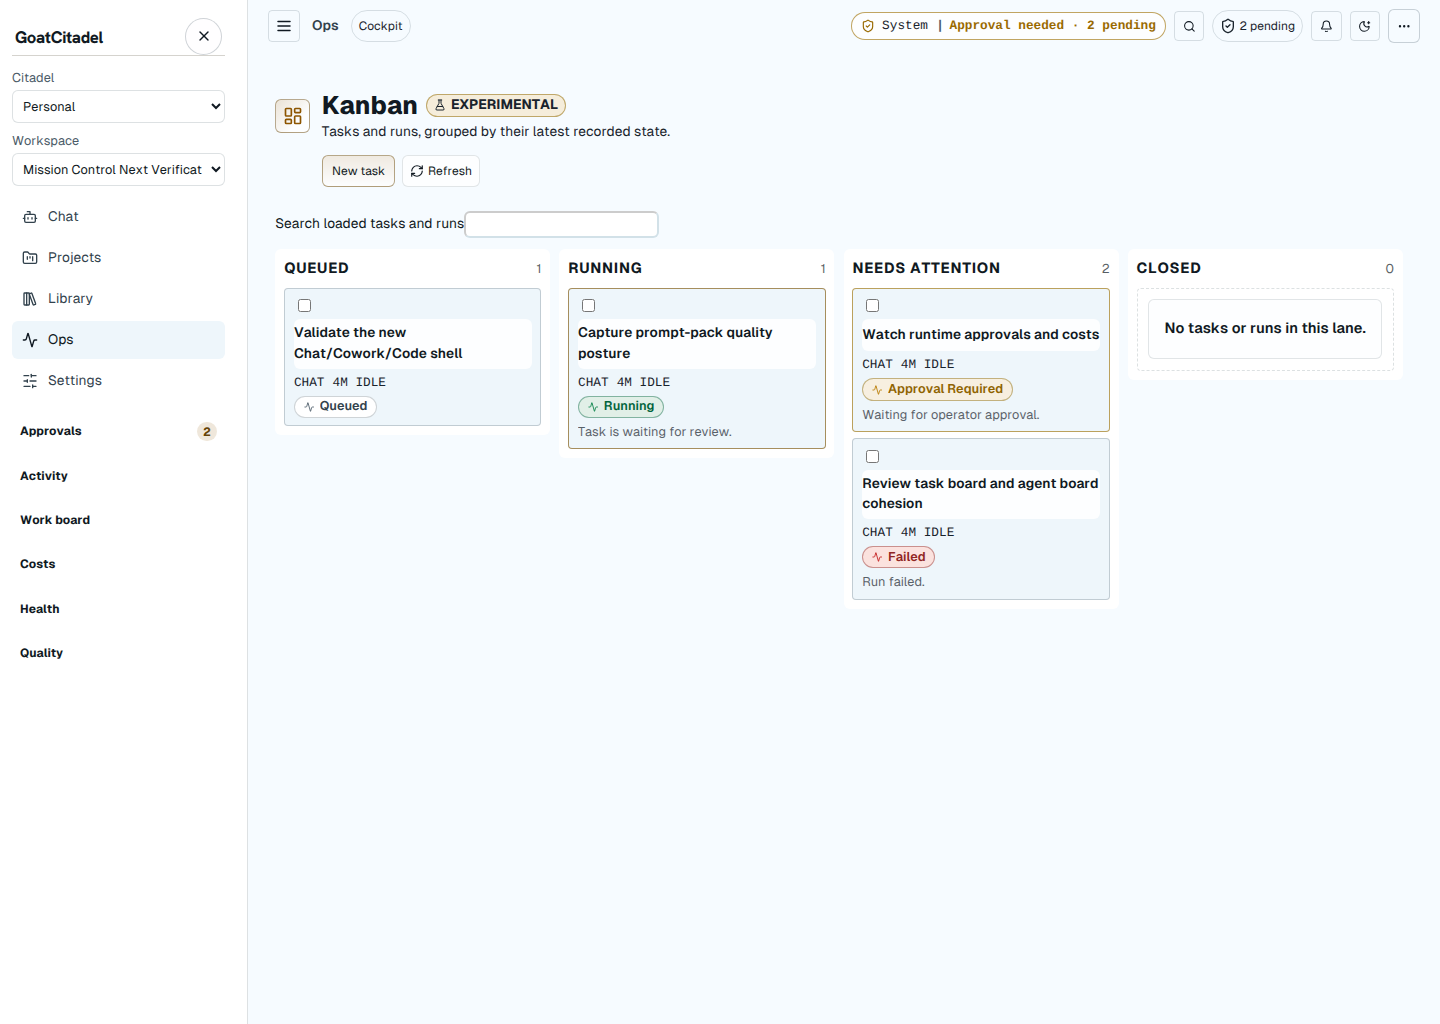 GoatCitadel
Citadel
Personal
Workspace
Mission Control Next Verificat
Chat
Projects
Library
Ops
Settings
Approvals 2
Activity
Work board
Costs
Health
Quality
Ops Cockpit
System | Approval needed · 2 pending
2 pending
Kanban EXPERIMENTAL
Tasks and runs, grouped by their latest recorded state.
New task Refresh
Search loaded tasks and runs
QUEUED 1
Validate the new
Chat/Cowork/Code shell
CHAT 4M IDLE
Queued
RUNNING 1
Capture prompt-pack quality
posture
CHAT 4M IDLE
Running
Task is waiting for review.
NEEDS ATTENTION 2
Watch runtime approvals and costs
CHAT 4M IDLE
Approval Required
Waiting for operator approval.
Review task board and agent board
cohesion
CHAT 4M IDLE
Failed
Run failed.
CLOSED 0
No tasks or runs in this lane.